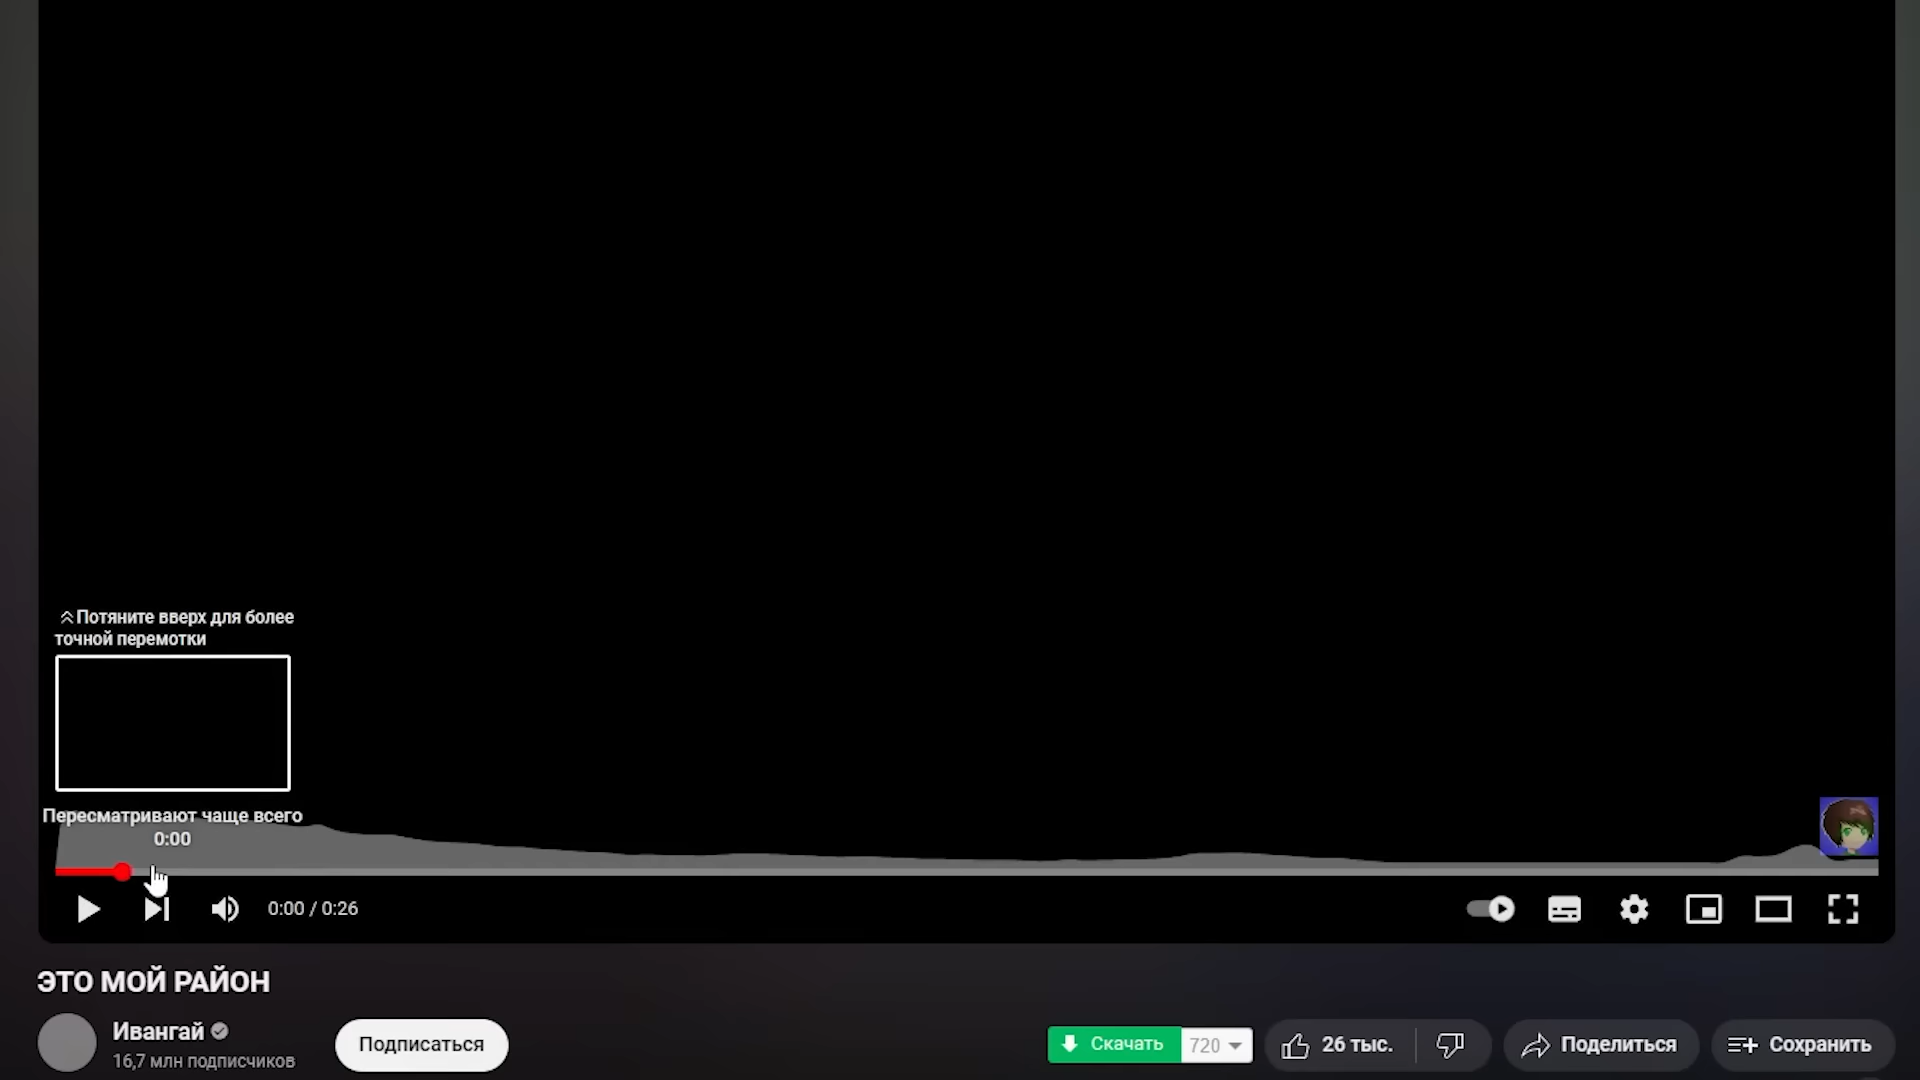 Потяните вверх для более
точной перемотки
Пересматривают чаще всего
0:00
0:00 / 0:26
ЭТО МОЙ РАЙОН
Ивангай
16,7 млн подписчиков
Подписаться
Скачать
720
26 тыс.
Поделиться
Сохранить